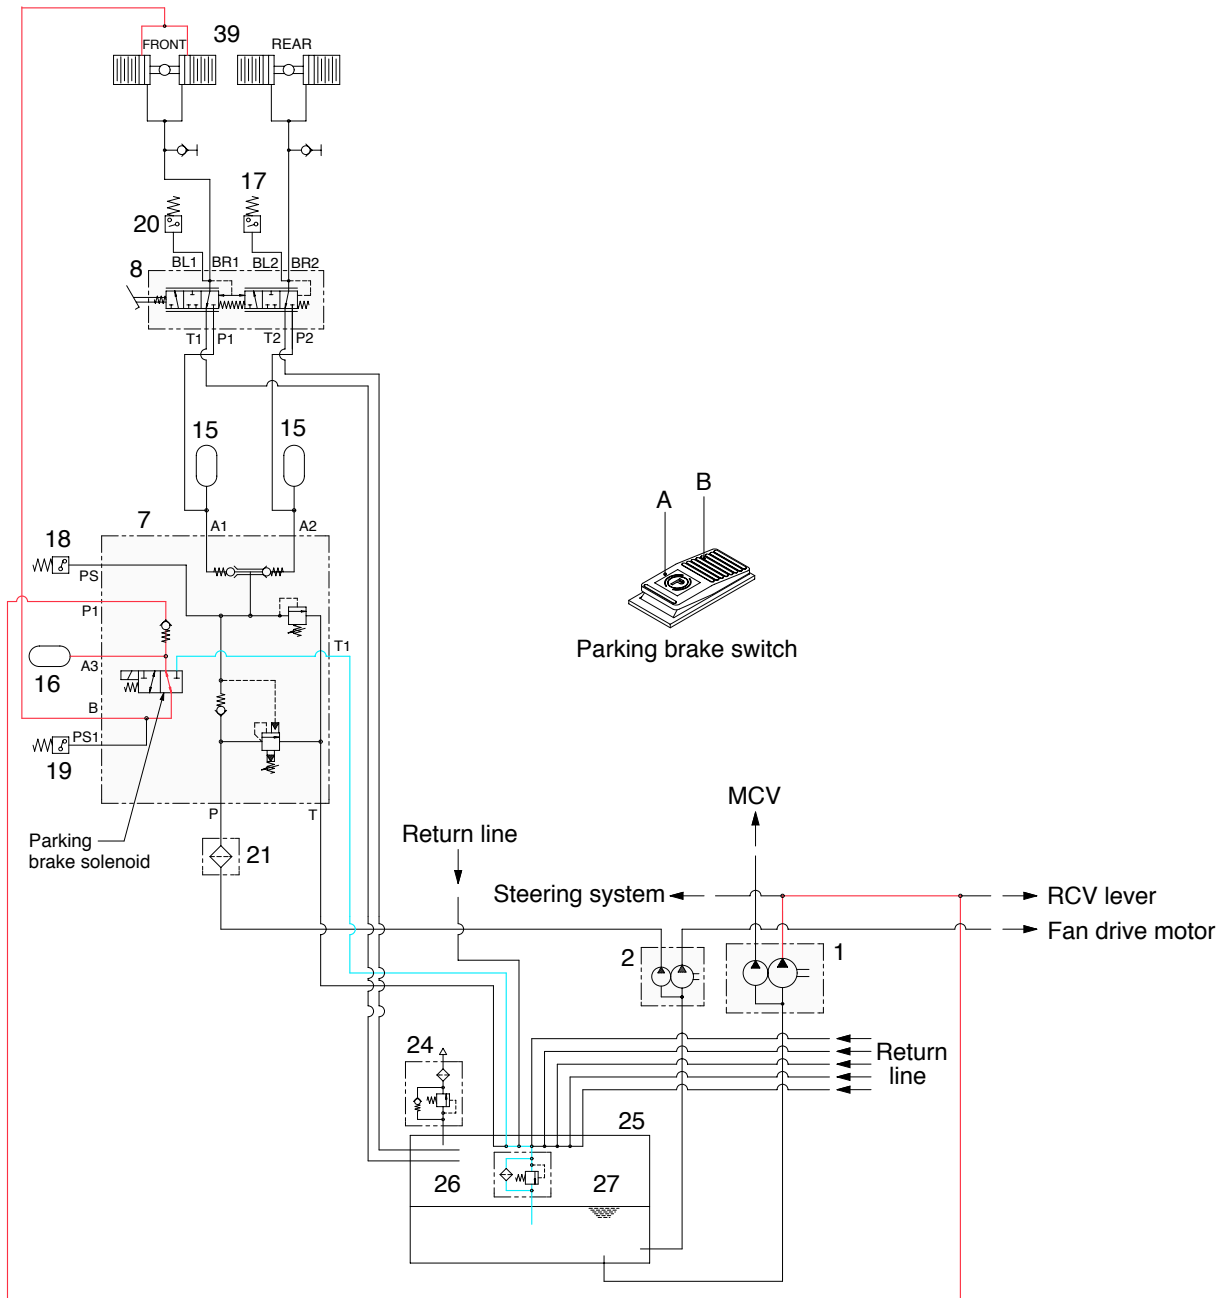 39
FRONT
REAR
17
20
8
BL1
BR1
BL2
BR2
T1
P1
T2
P2
15
15
B
A
7
A1
A2
18
PS
P1
Parking brake switch
T1
A3
16
B
PS1
19
MCV
P
T
Parking
brake solenoid
21
Return line
Steering system
RCV lever
Fan drive motor
2
1
24
Return
line
25
26
27